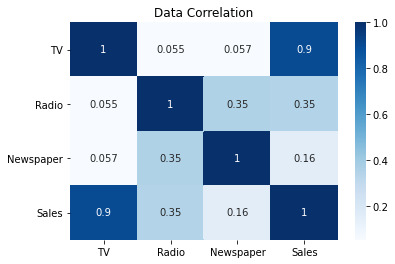 Data Correlation
TV 1 0.055 0.057 0.9
Radio 0.055 1 0.35 0.35
Newspaper 0.057 0.35 1 0.16
Sales 0.9 0.35 0.16 1
TV Radio Newspaper Sales
1.0
0.8
0.6
0.4
0.2